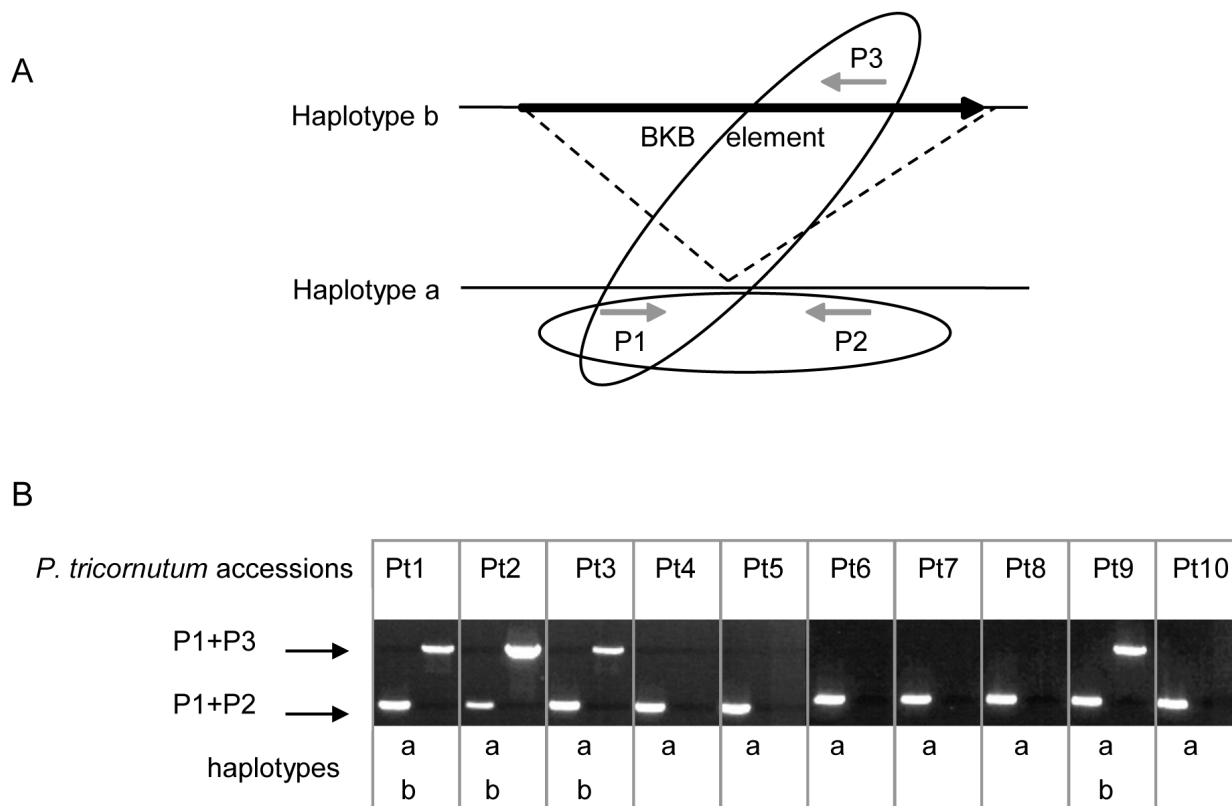 A
P3
Haplotype b
BKB element
Haplotype a
P1 P2
B
P. tricornutum accessions Pt1 Pt2 Pt3 Pt4 Pt5 Pt6 Pt7 Pt8 Pt9 Pt10
P1+P3
P1+P2
a a a a a a a a a a
haplotypes
b b b b